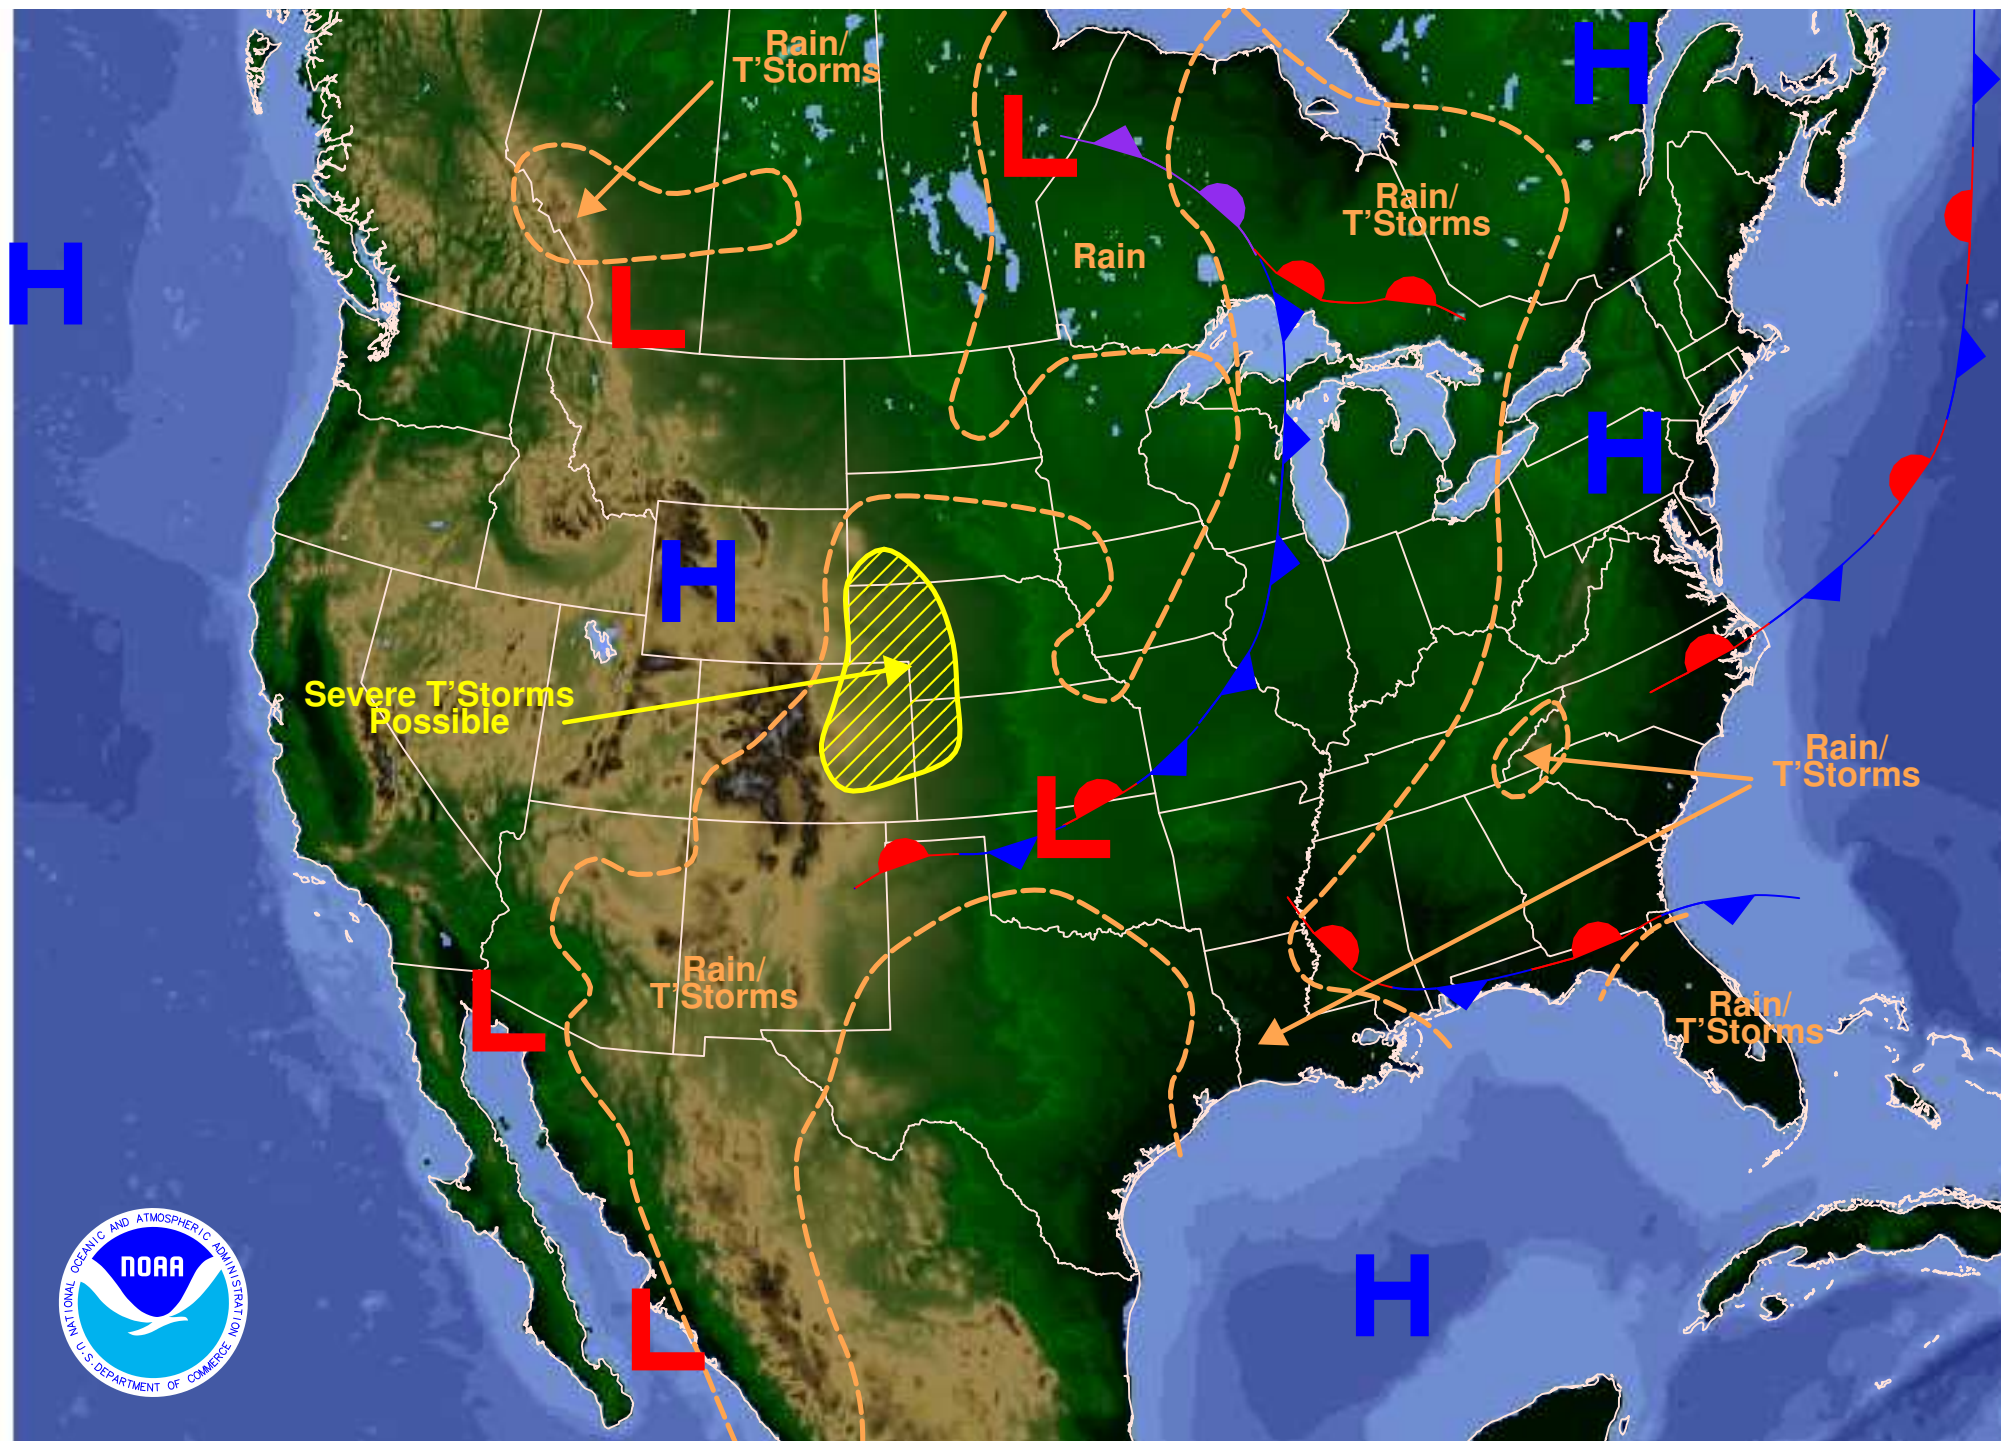 Rain/
T'Storms
H
L
Rain/
T'Storms
Rain
H
L
H
H
Severe T'Storms
Possible
Rain/
T'Storms
L
Rain/
T'Storms
L
Rain/
T'Storms
H
L
NATIONAL OCEANIC AND ATMOSPHERIC ADMINISTRATION
NOAA
U.S. DEPARTMENT OF COMMERCE